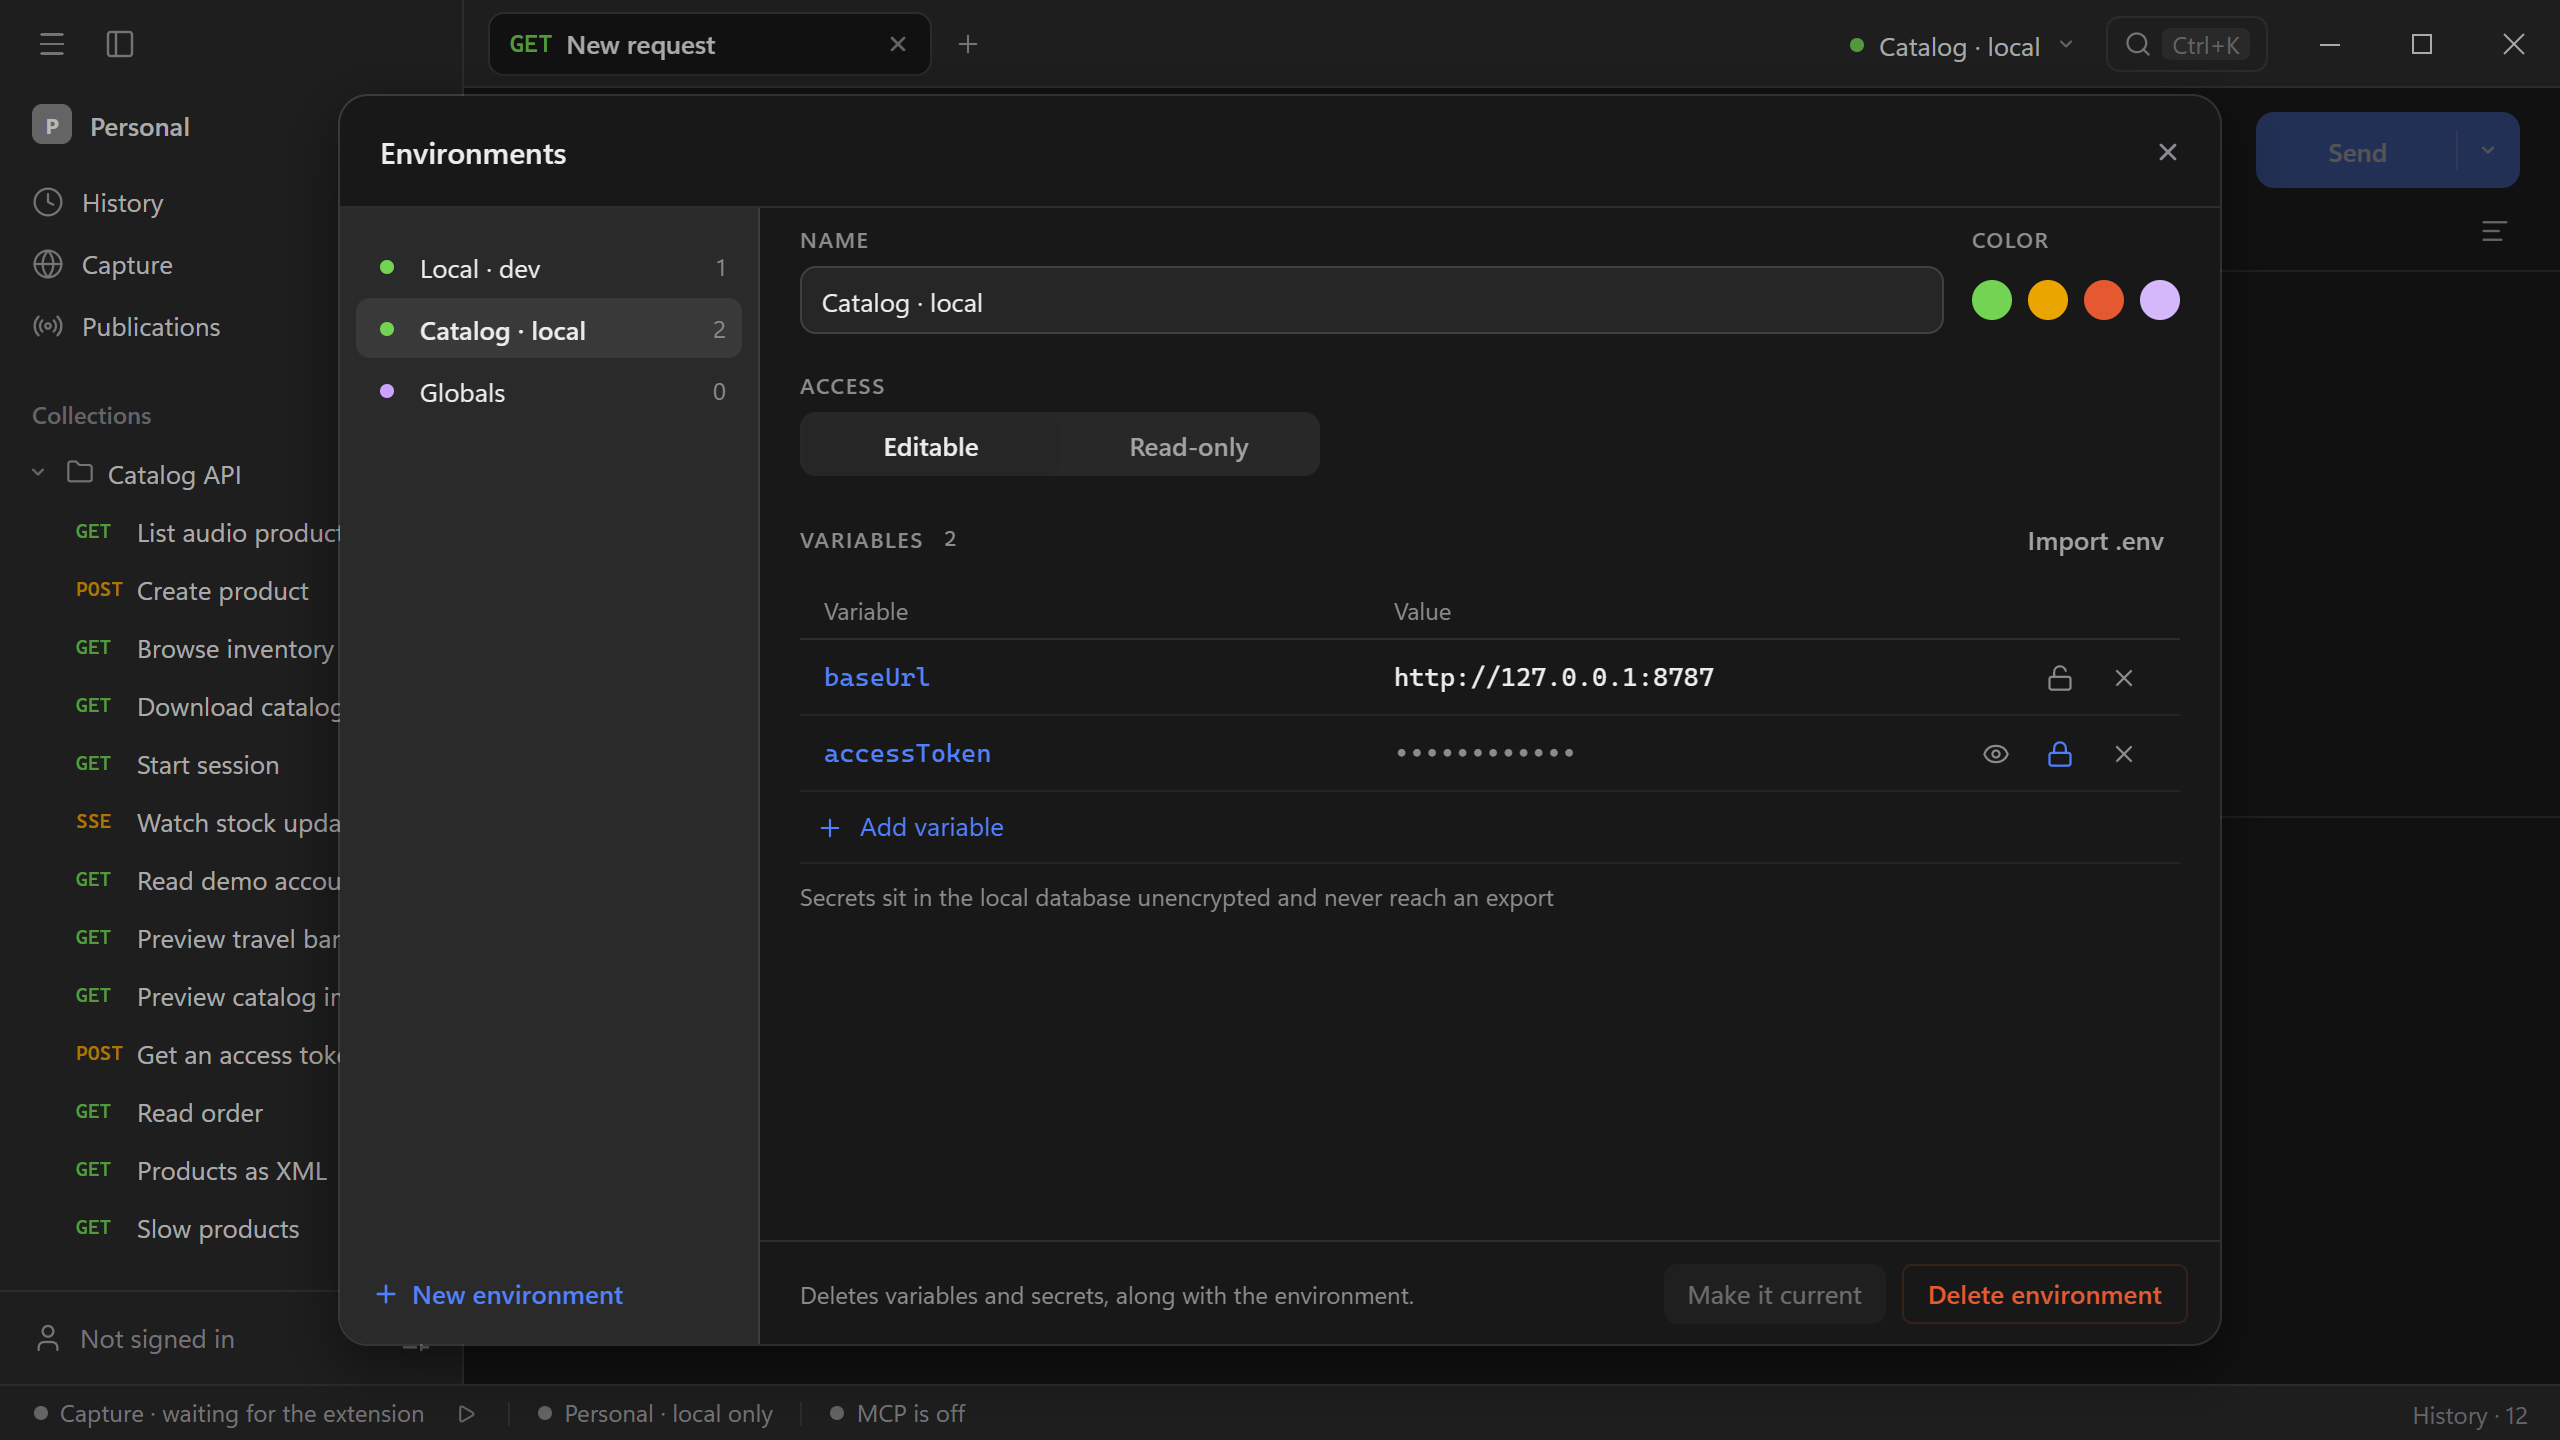 GET New request
Catalog · local
Ctrl+K
P Personal
Send
History
Capture
Publications
Collections
Catalog API
GET List audio product
POST Create product
GET Browse inventory
GET Download catalog
GET Start session
SSE Watch stock upda
GET Read demo accou
GET Preview travel bar
GET Preview catalog i
POST Get an access tok
GET Read order
GET Products as XML
GET Slow products
Not signed in
Environments
Local · dev 1
Catalog · local 2
Globals 0
New environment
NAME
COLOR
Catalog · local
ACCESS
Editable Read-only
VARIABLES 2
Import .env
Variable Value
baseUrl http://127.0.0.1:8787
accessToken ••••••••••••
Add variable
Secrets sit in the local database unencrypted and never reach an export
Deletes variables and secrets, along with the environment.
Make it current
Delete environment
Capture · waiting for the extension
Personal · local only
MCP is off
History · 12